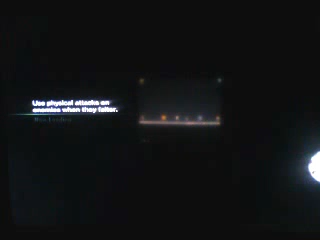 Use physical attacks on
enemies when they falter.